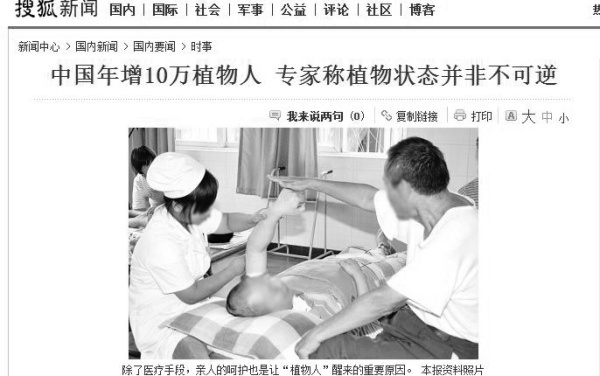 搜狐新闻 国内 | 国际 | 社会 | 军事 | 公益 | 评论 | 社区 | 博客
新闻中心 > 国内新闻 > 国内要闻 > 时事
中国年增10万植物人 专家称植物状态并非不可逆
我来说两句 (0) 复制链接 打印 A 大 中 小
除了医疗手段，亲人的呵护也是让“植物人”醒来的重要原因。 本报资料照片